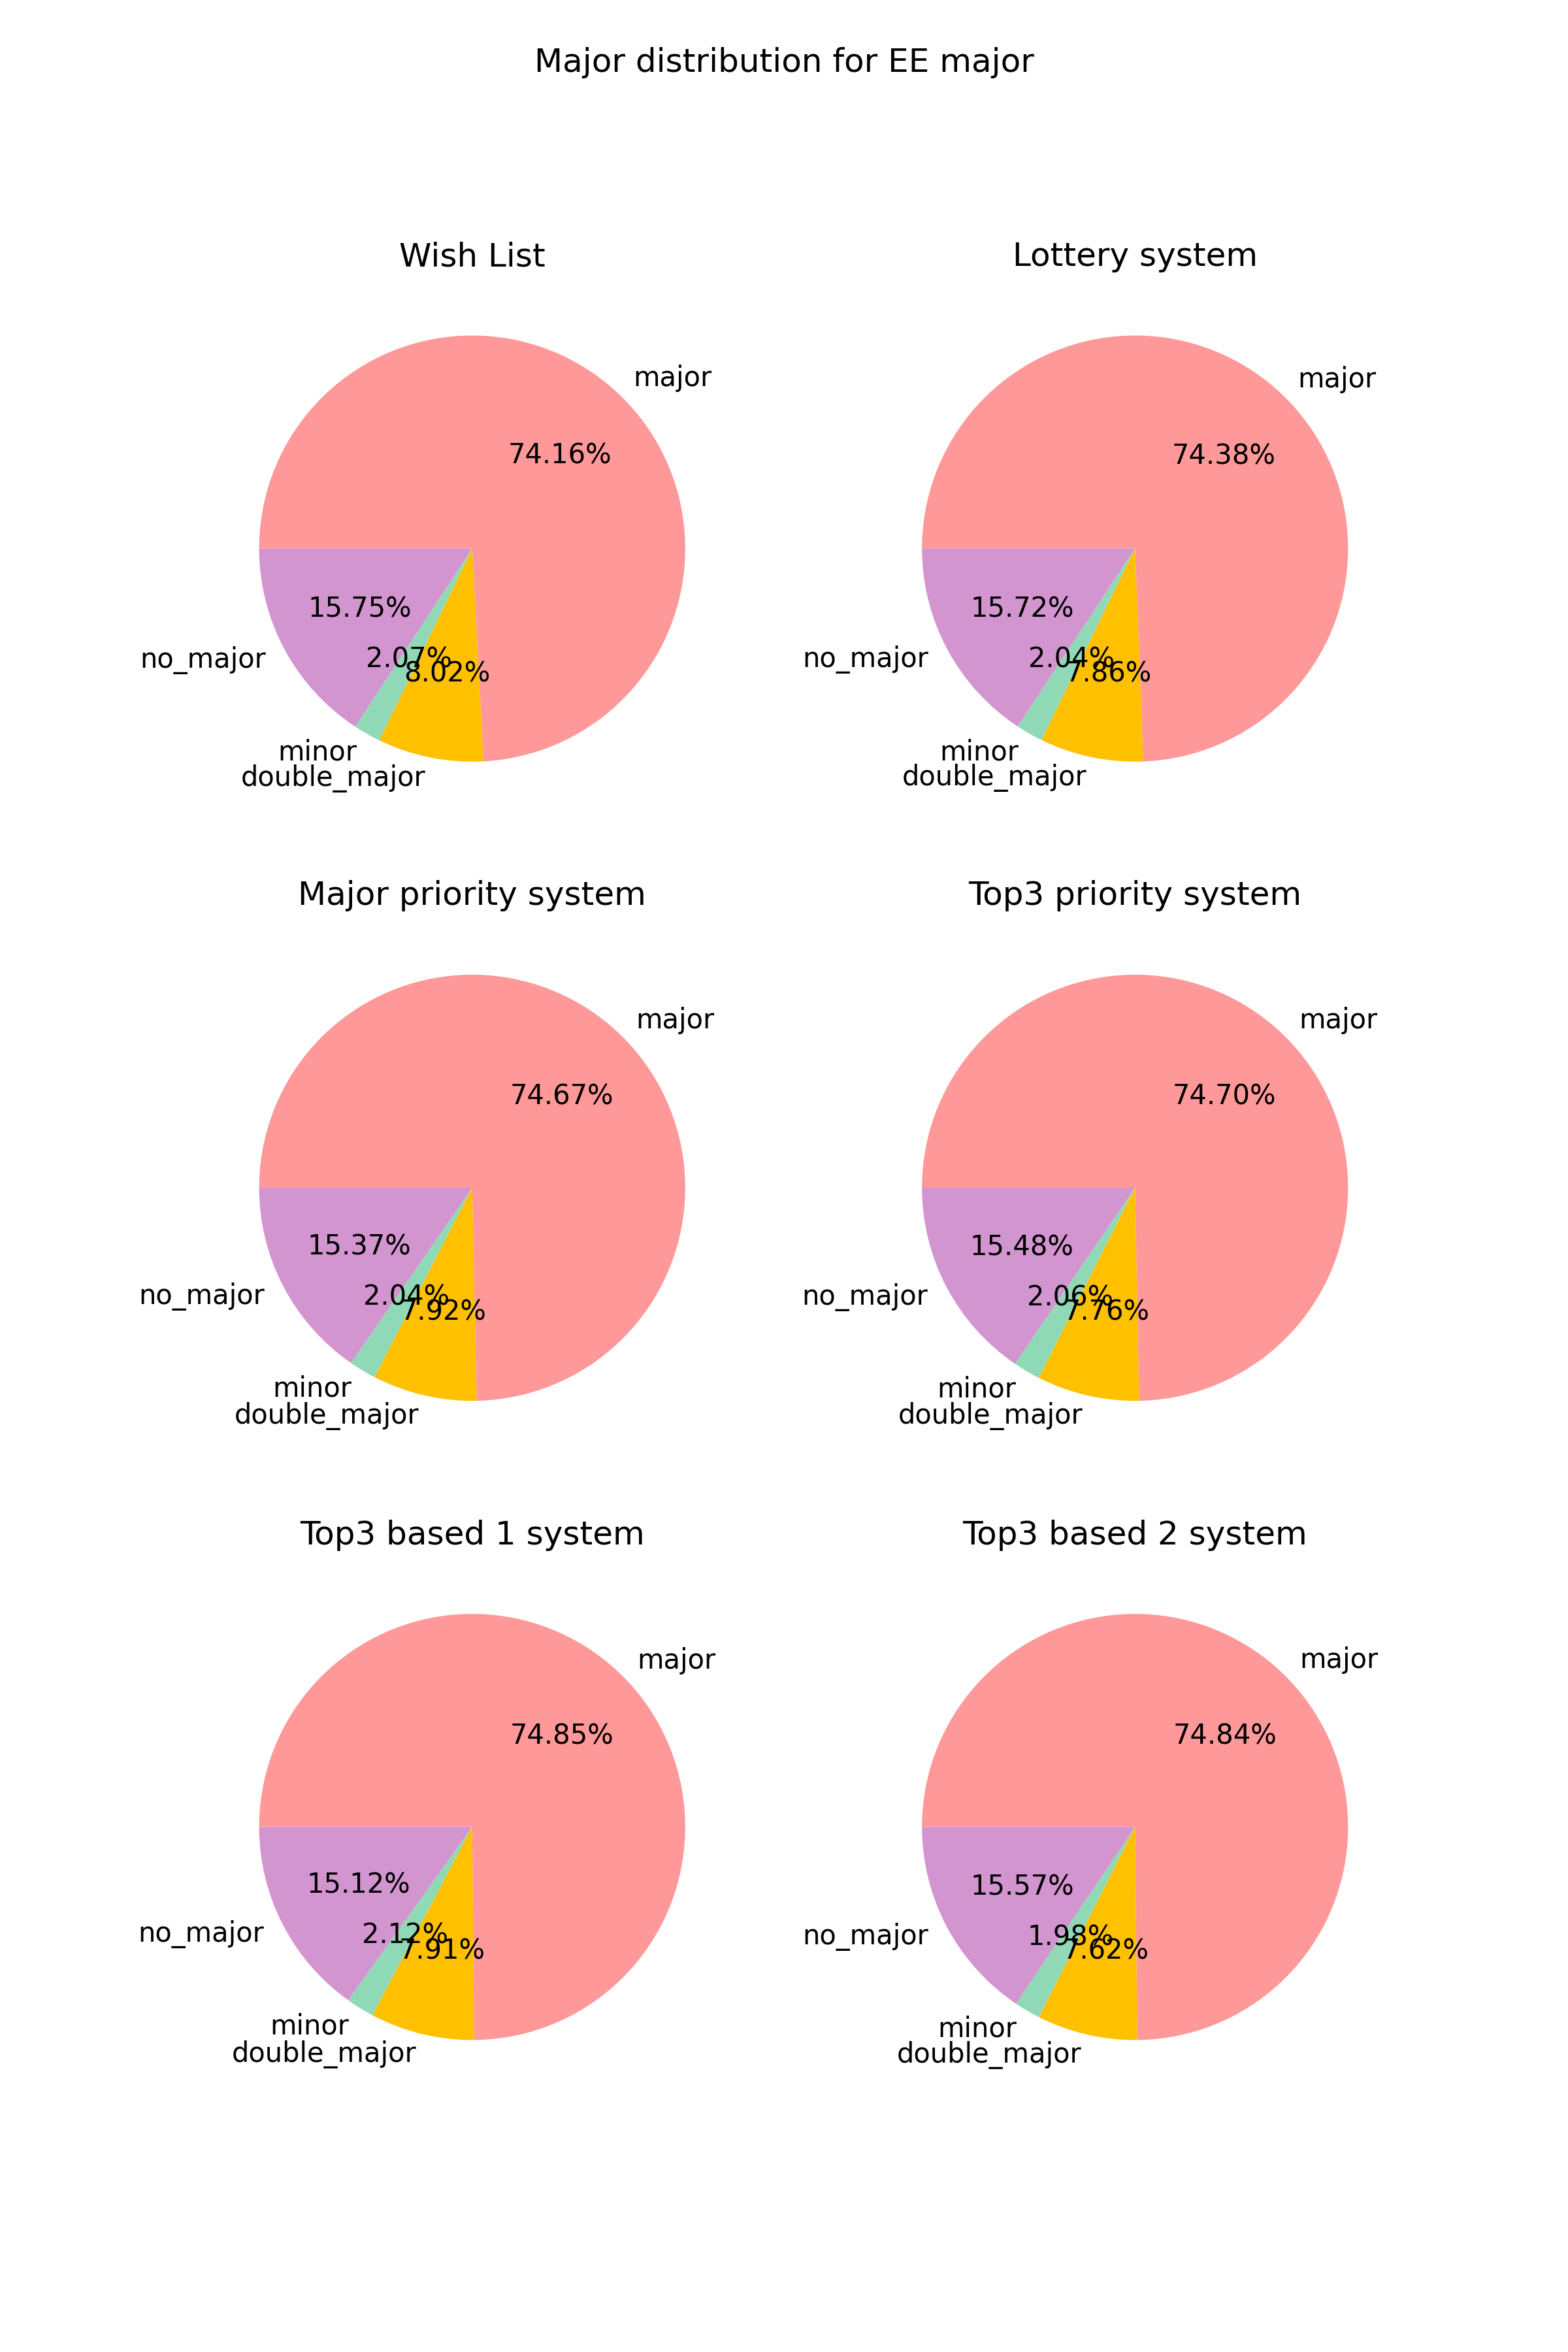 Major distribution for EE major
Wish List
major
74.16%
15.75%
no_major
2.07%
8.02%
minor
double_major
Lottery system
major
74.38%
15.72%
no_major
2.04%
7.86%
minor
double_major
Major priority system
major
74.67%
15.37%
no_major
2.04%
7.92%
minor
double_major
Top3 priority system
major
74.70%
15.48%
no_major
2.06%
7.76%
minor
double_major
Top3 based 1 system
major
74.85%
15.12%
no_major
2.12%
7.91%
minor
double_major
Top3 based 2 system
major
74.84%
15.57%
no_major
1.98%
7.62%
minor
double_major